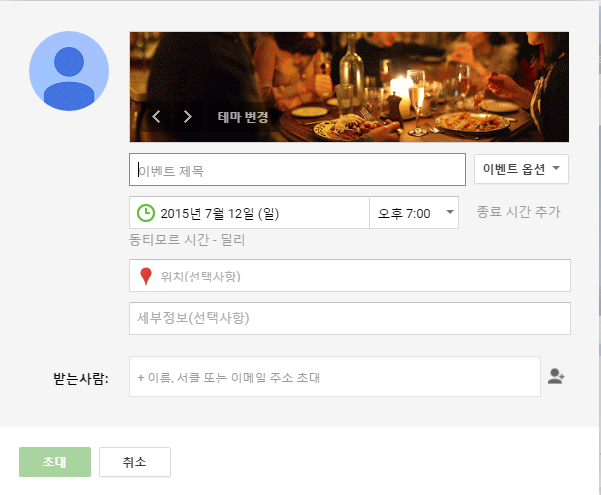 테마 변경
이벤트 제목
이벤트 옵션
2015년 7월 12일 (일)
오후 7:00
종료 시간 추가
동티모르 시간 - 딜리
위치(선택사항)
세부정보(선택사항)
받는사람:
+ 이름, 서클 또는 이메일 주소 초대
초대
취소